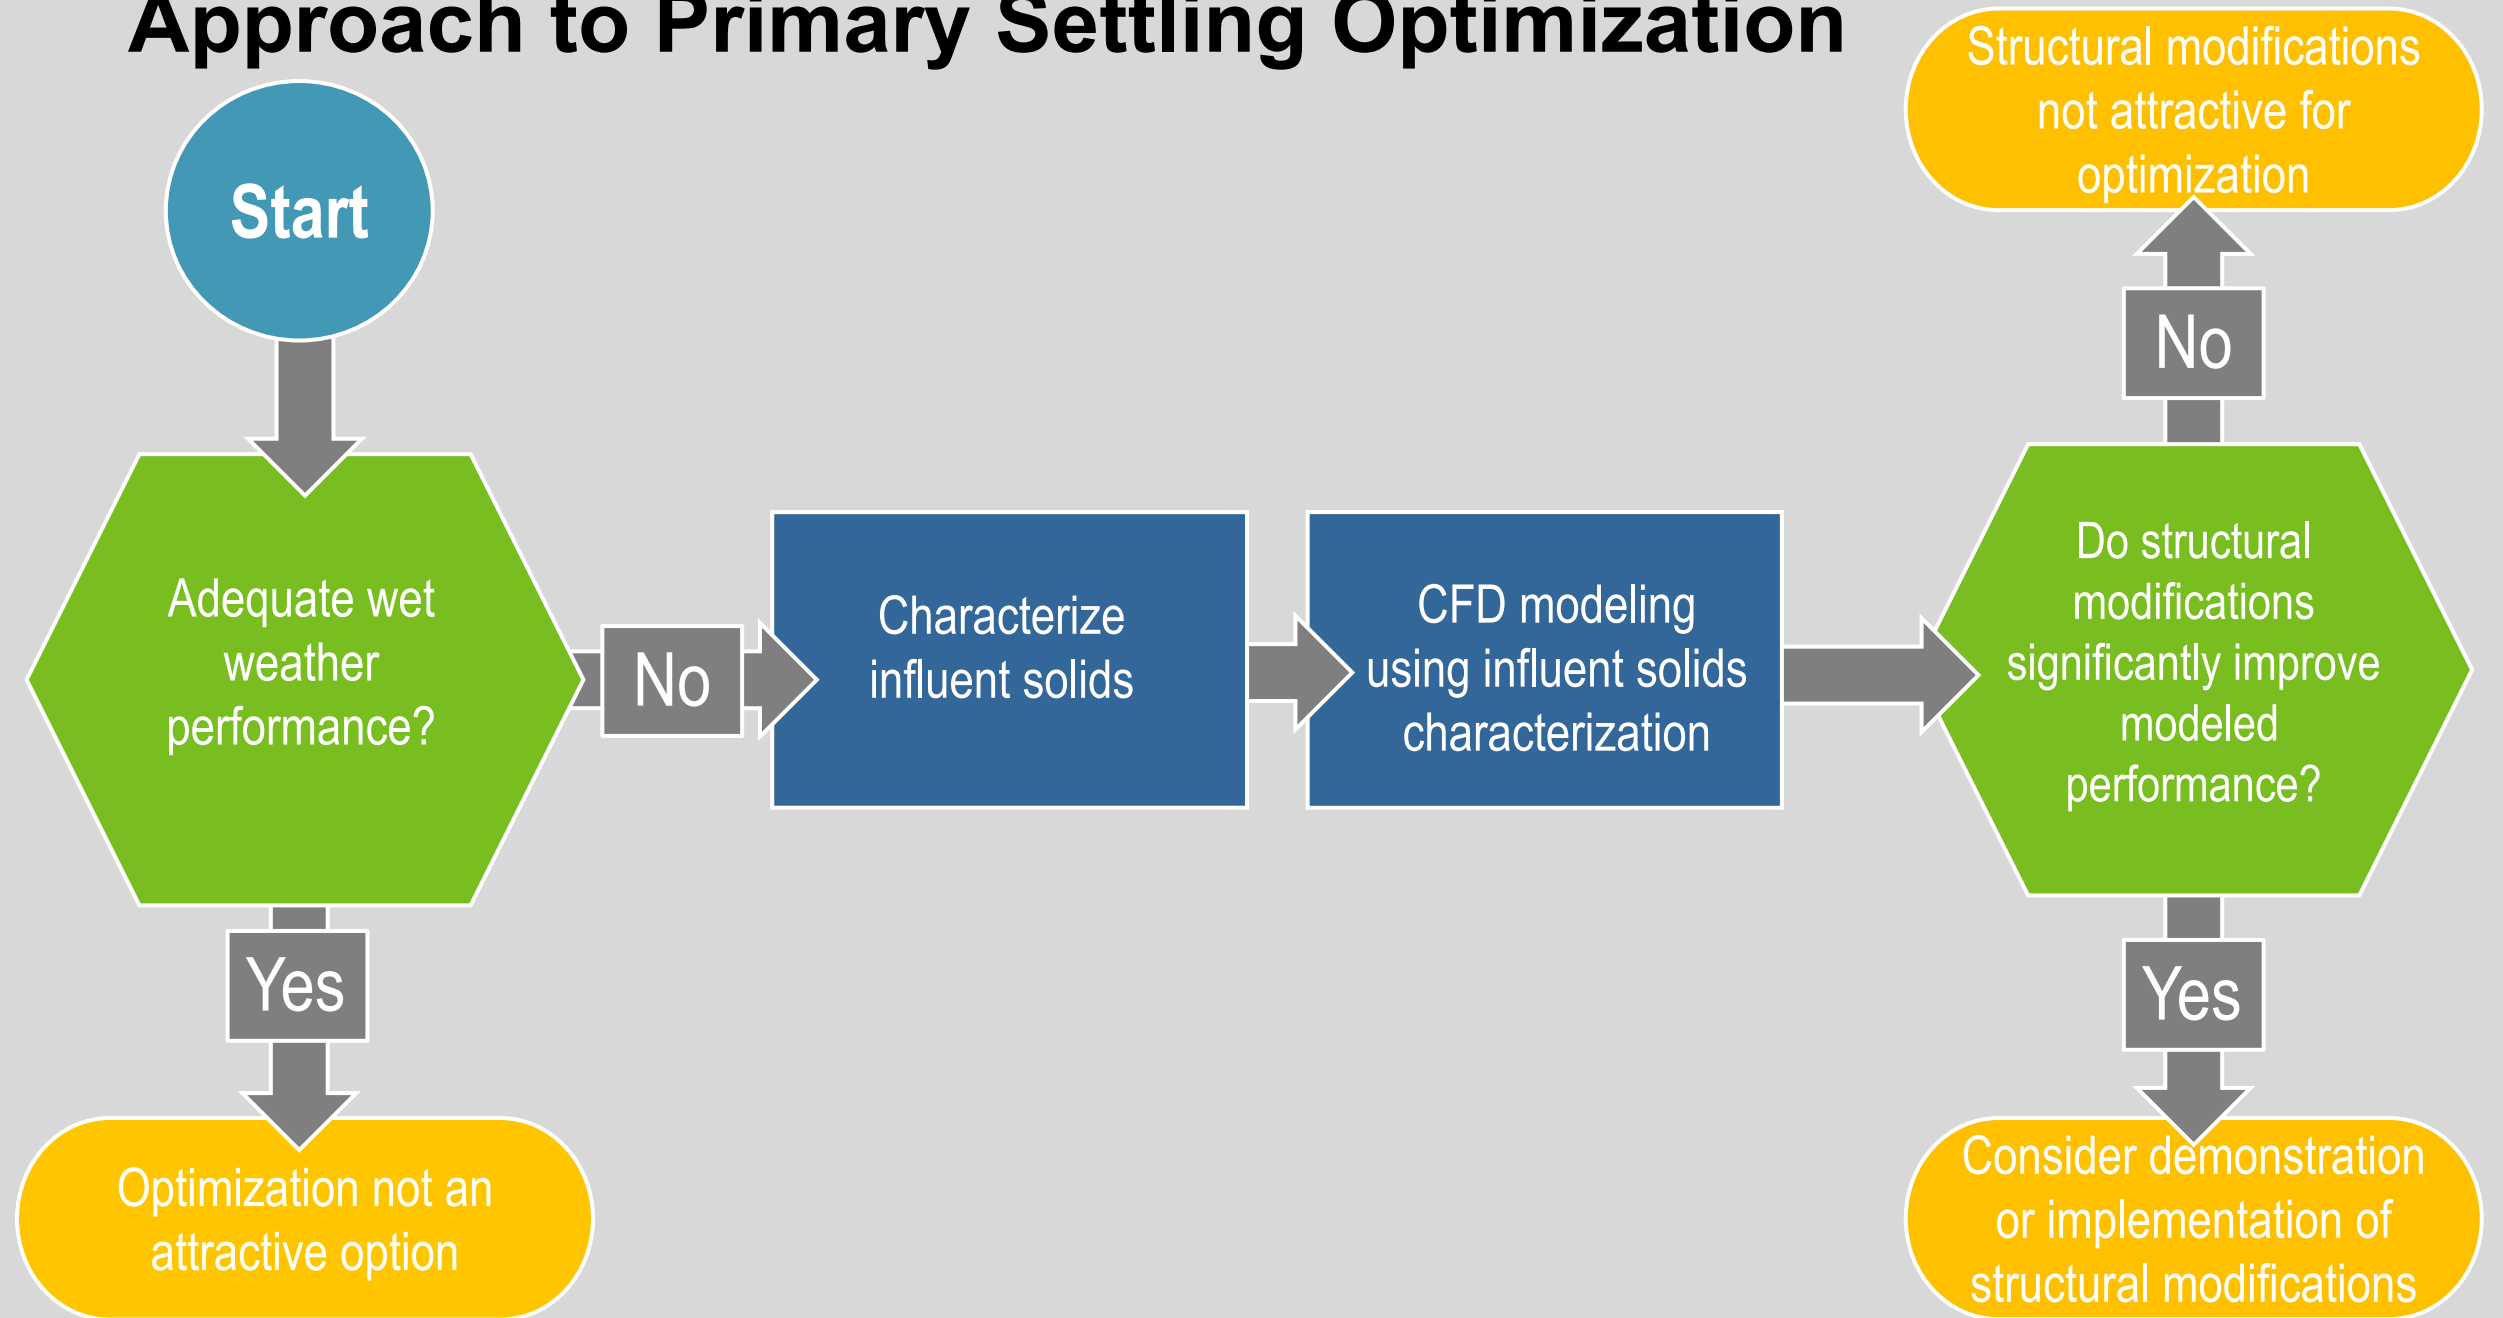 Approach to Primary Settling Optimization
Start
Adequate wet
weather
performance?
Yes
Optimization not an
attractive option
No
Characterize
influent solids
CFD modeling
using influent solids
characterization
Do structural
modifications
significantly improve
modeled
performance?
No
Structural modifications
not attractive for
optimization
Yes
Consider demonstration
or implementation of
structural modifications